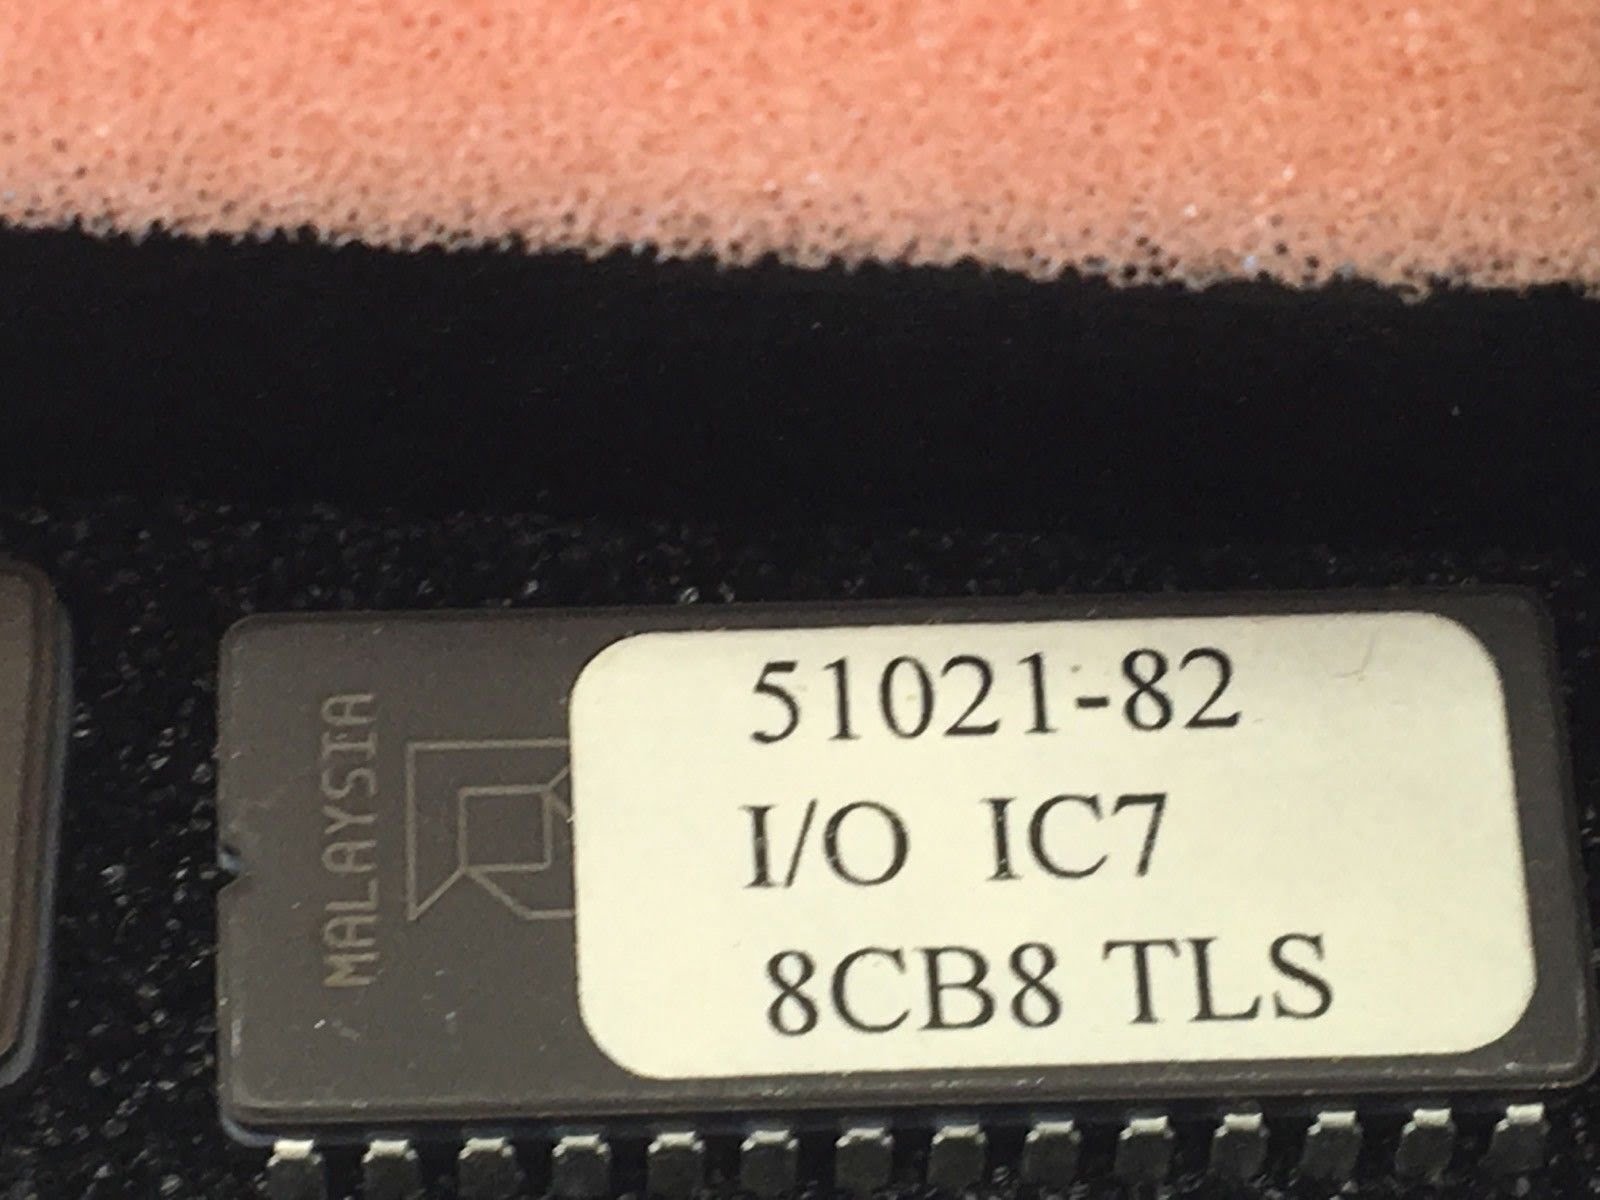 MALAYSIA
51021-82
I/O IC7
8CB8 TLS